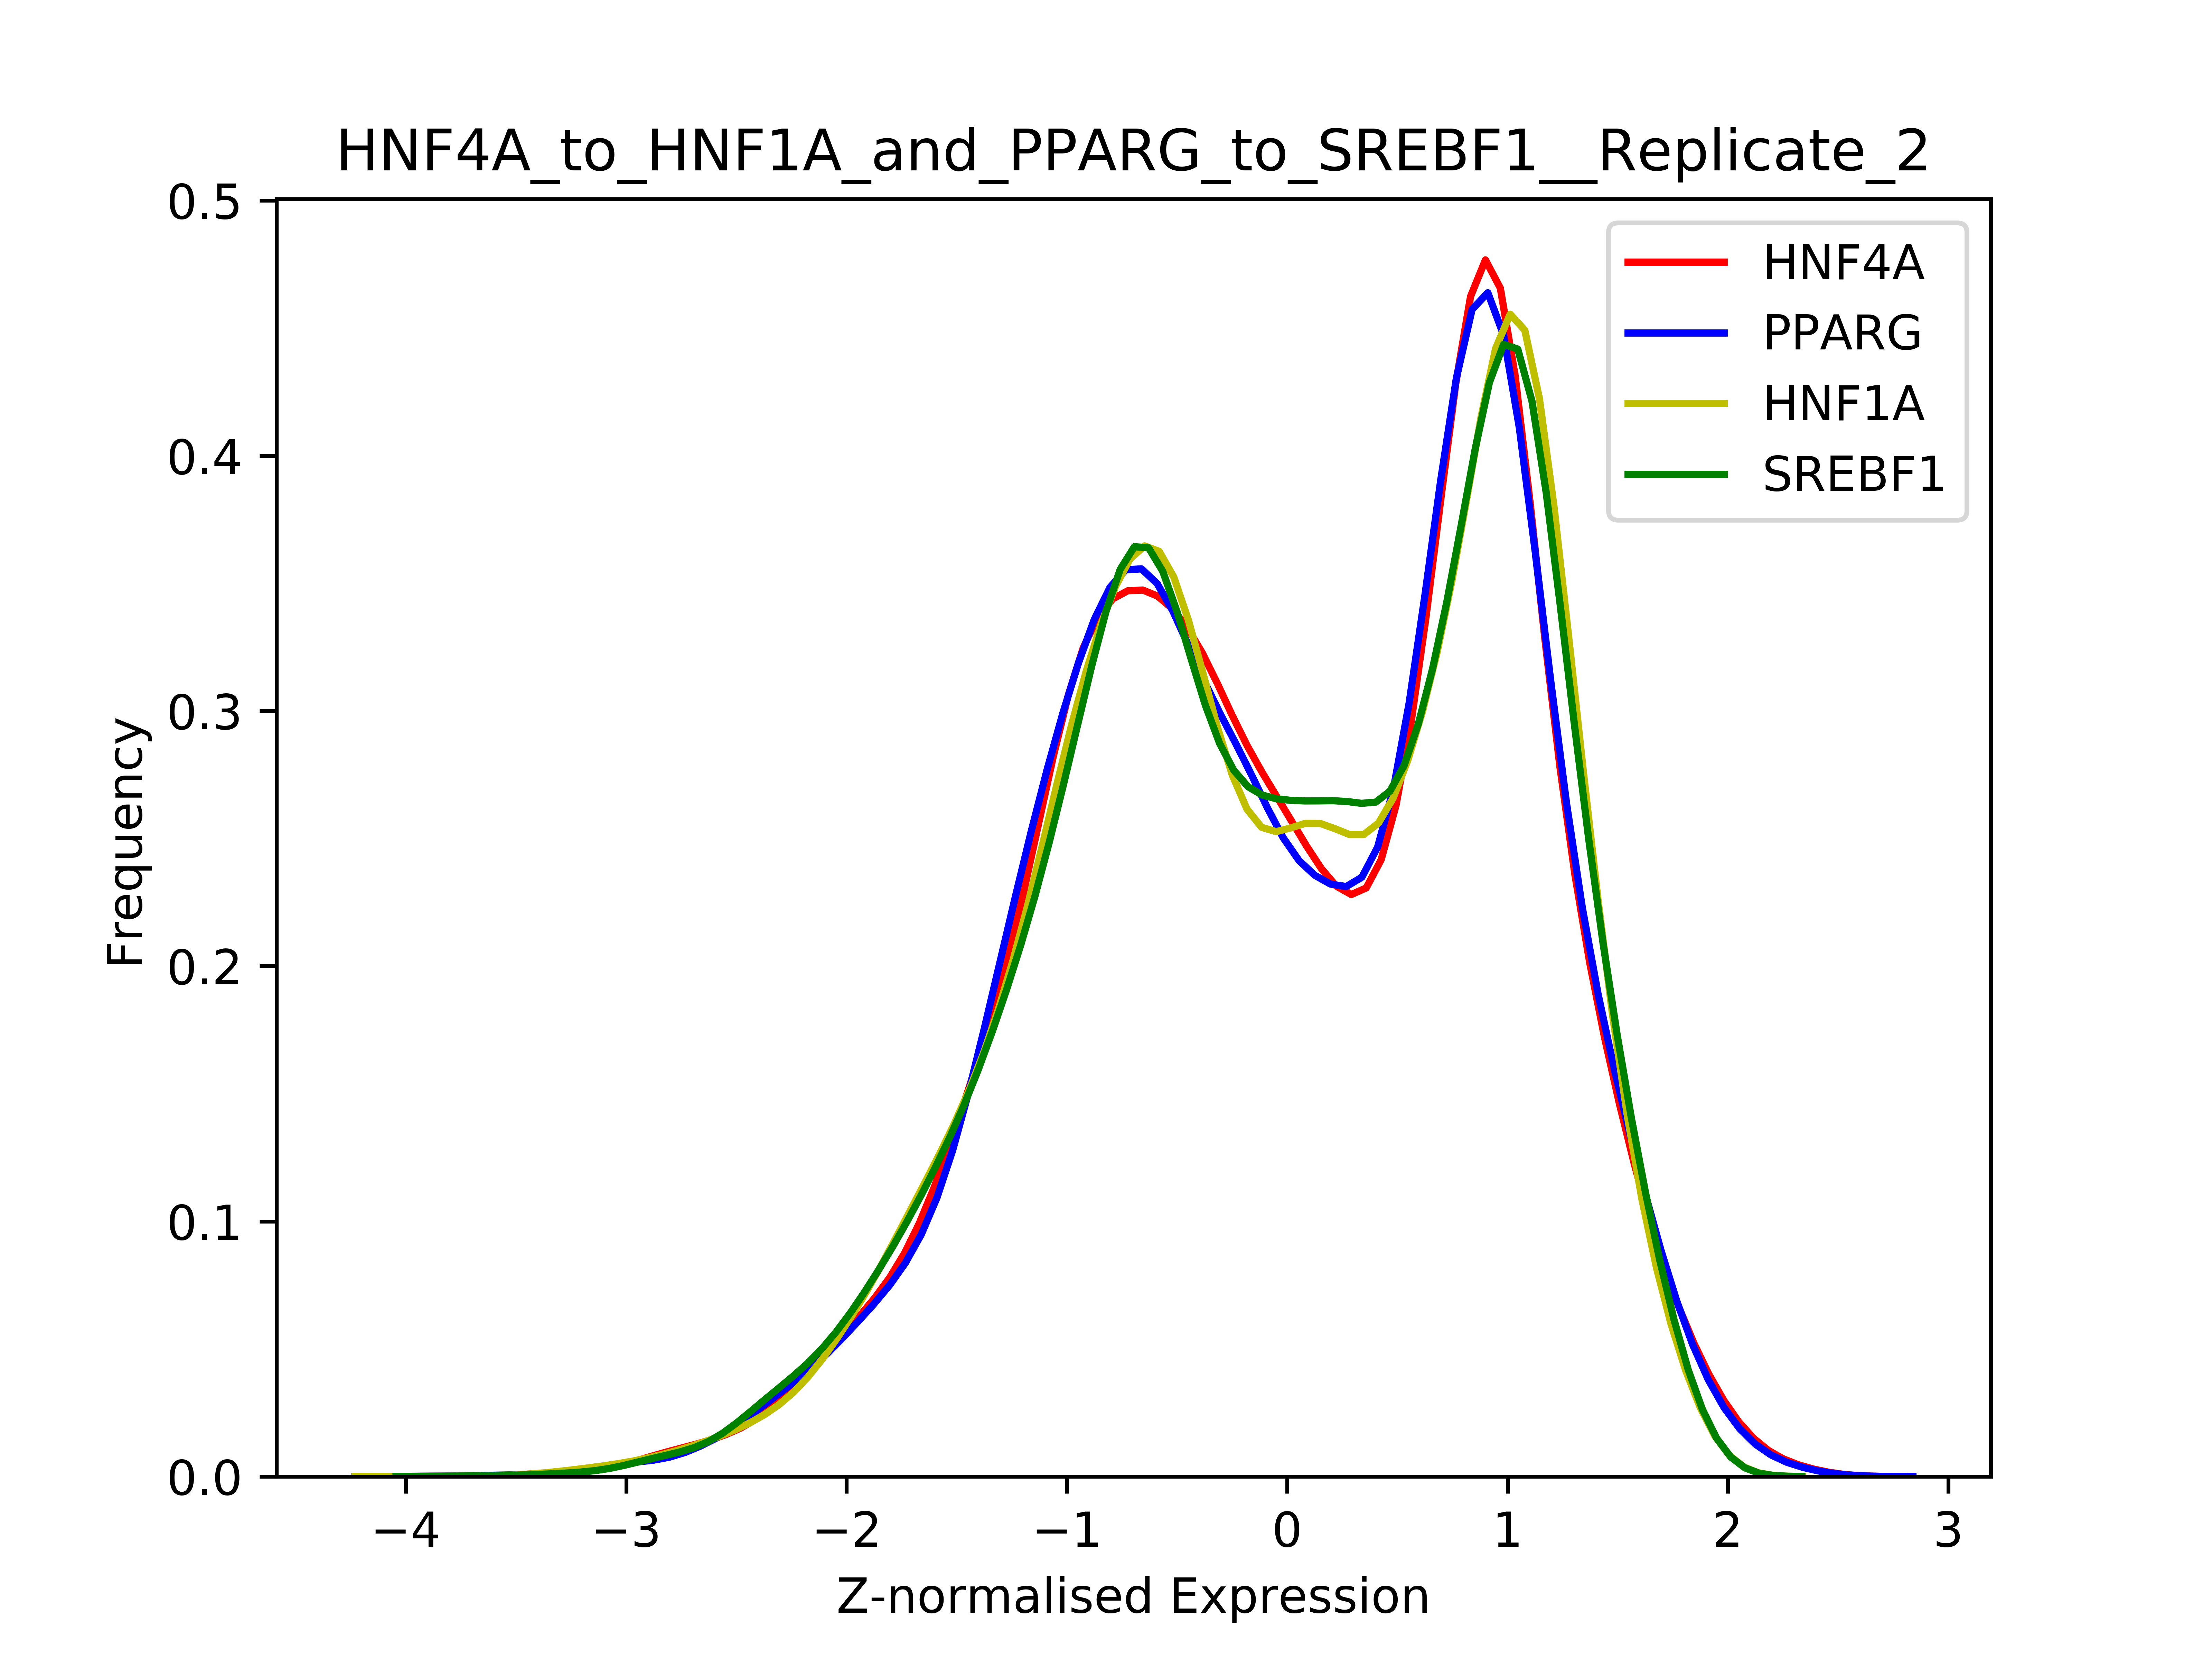 HNF4A_to_HNF1A_and_PPARG_to_SREBF1__Replicate_2
0.5
0.4
0.3
0.2
0.1
0.0
Frequency
HNF4A
PPARG
HNF1A
SREBF1
−4 −3 −2 −1 0 1 2 3
Z-normalised Expression